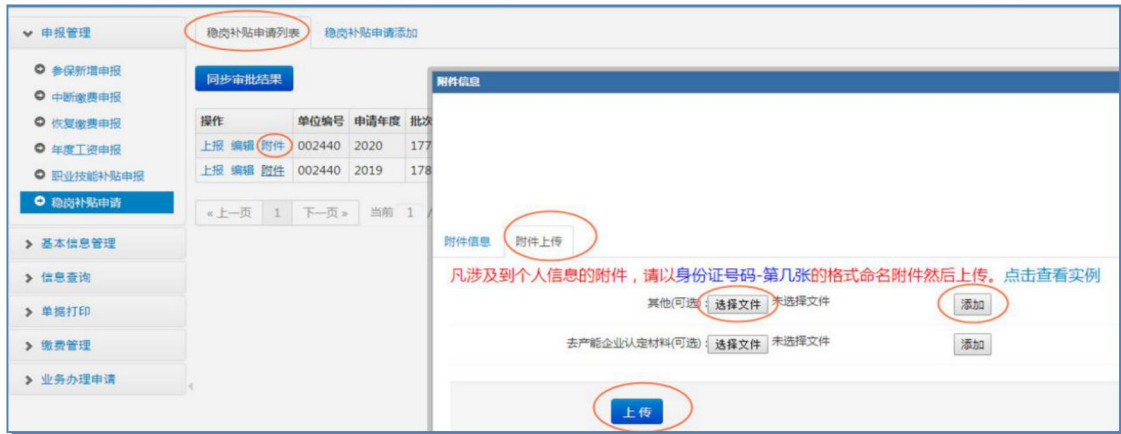 申报管理
参保新增申报
中断缴费申报
恢复缴费申报
年度工资申报
职业技能补贴申报
稳岗补贴申请
基本信息管理
信息查询
单据打印
缴费管理
业务办理申请
稳岗补贴申请列表 稳岗补贴申请添加
同步审批结果
操作 单位编号 申请年度 批次
上报 编辑 附件 002440 2020 177
上报 编辑 附件 002440 2019 178
«上一页 1 下一页» 当前 1 /
附件信息
附件信息 附件上传
凡涉及到个人信息的附件，请以身份证号码-第几张的格式命名附件然后上传。点击查看实例
其他(可选)：选择文件 未选择文件 添加
去产能企业认定材料(可选)：选择文件 未选择文件 添加
上传